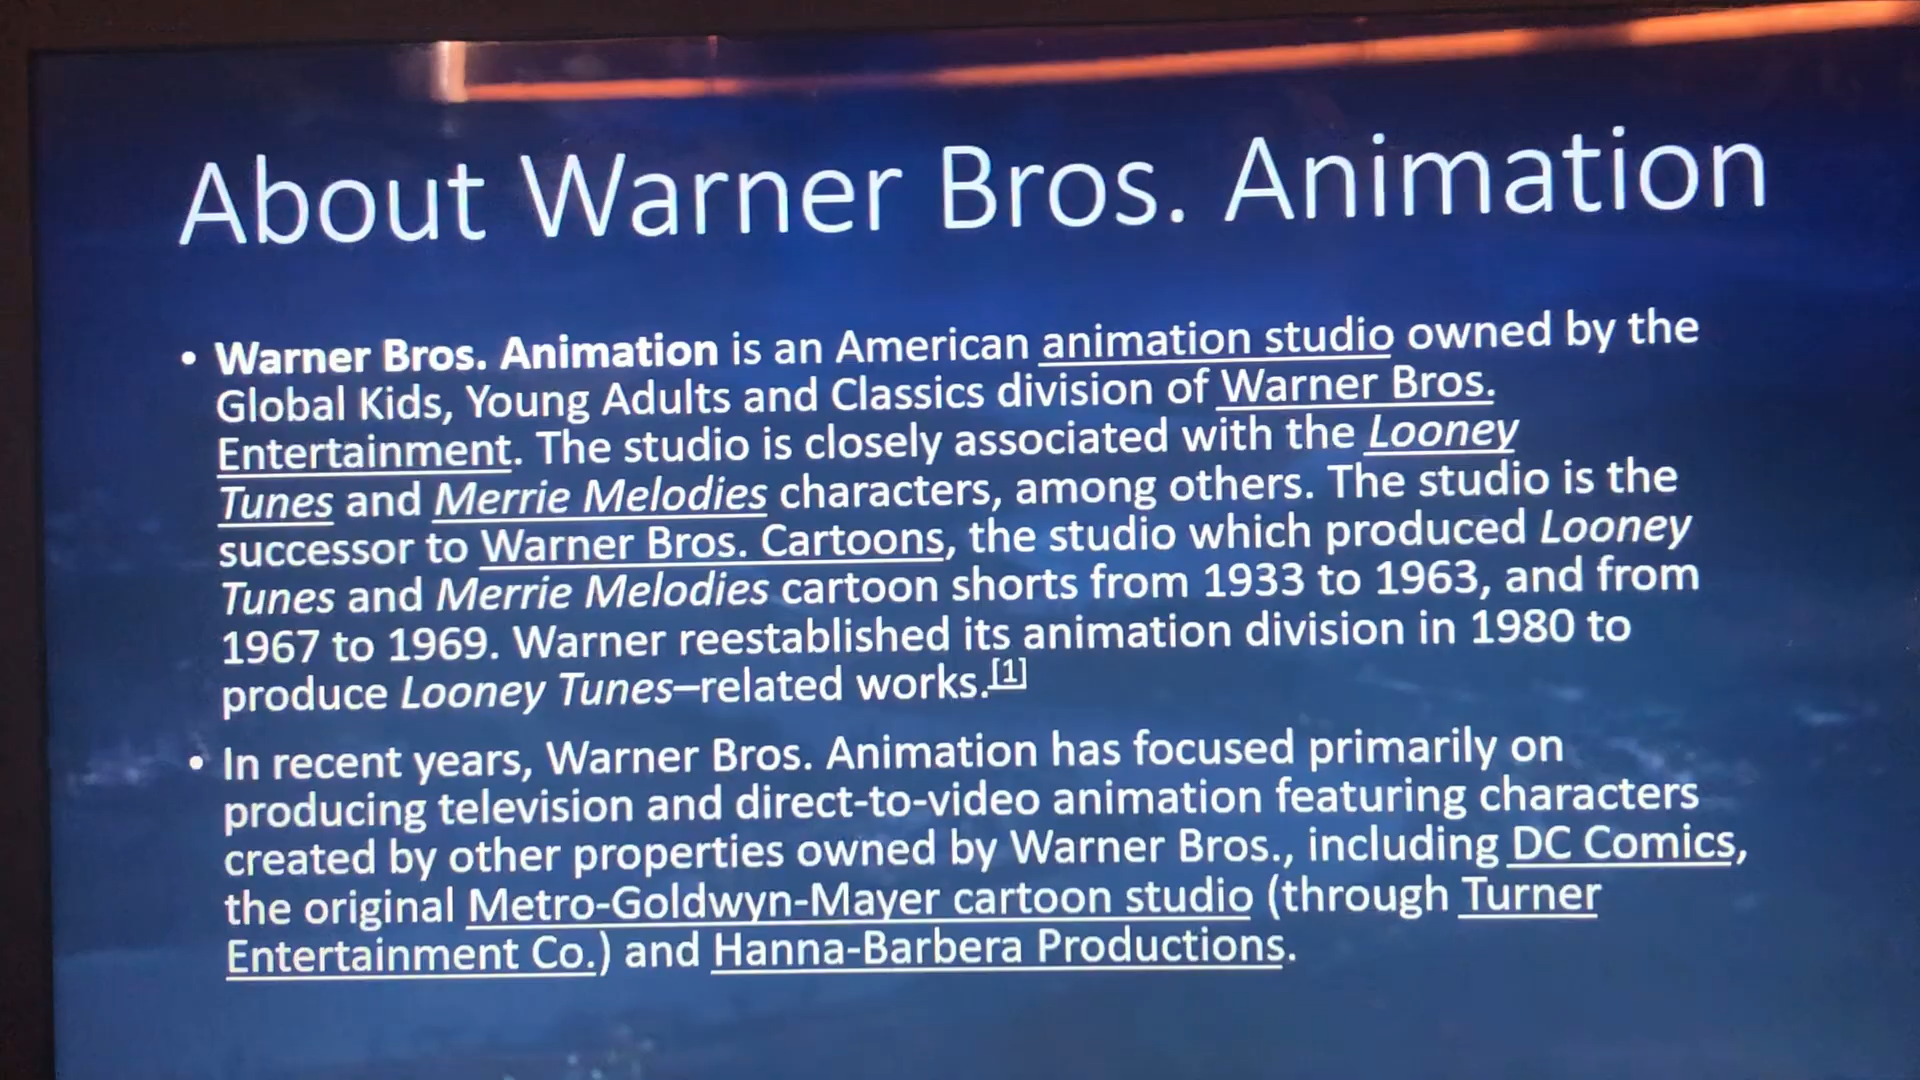 About Warner Bros. Animation
• Warner Bros. Animation is an American animation studio owned by the
Global Kids, Young Adults and Classics division of Warner Bros.
Entertainment. The studio is closely associated with the Looney
Tunes and Merrie Melodies characters, among others. The studio is the
successor to Warner Bros. Cartoons, the studio which produced Looney
Tunes and Merrie Melodies cartoon shorts from 1933 to 1963, and from
1967 to 1969. Warner reestablished its animation division in 1980 to
produce Looney Tunes–related works.[1]
• In recent years, Warner Bros. Animation has focused primarily on
producing television and direct-to-video animation featuring characters
created by other properties owned by Warner Bros., including DC Comics,
the original Metro-Goldwyn-Mayer cartoon studio (through Turner
Entertainment Co.) and Hanna-Barbera Productions.